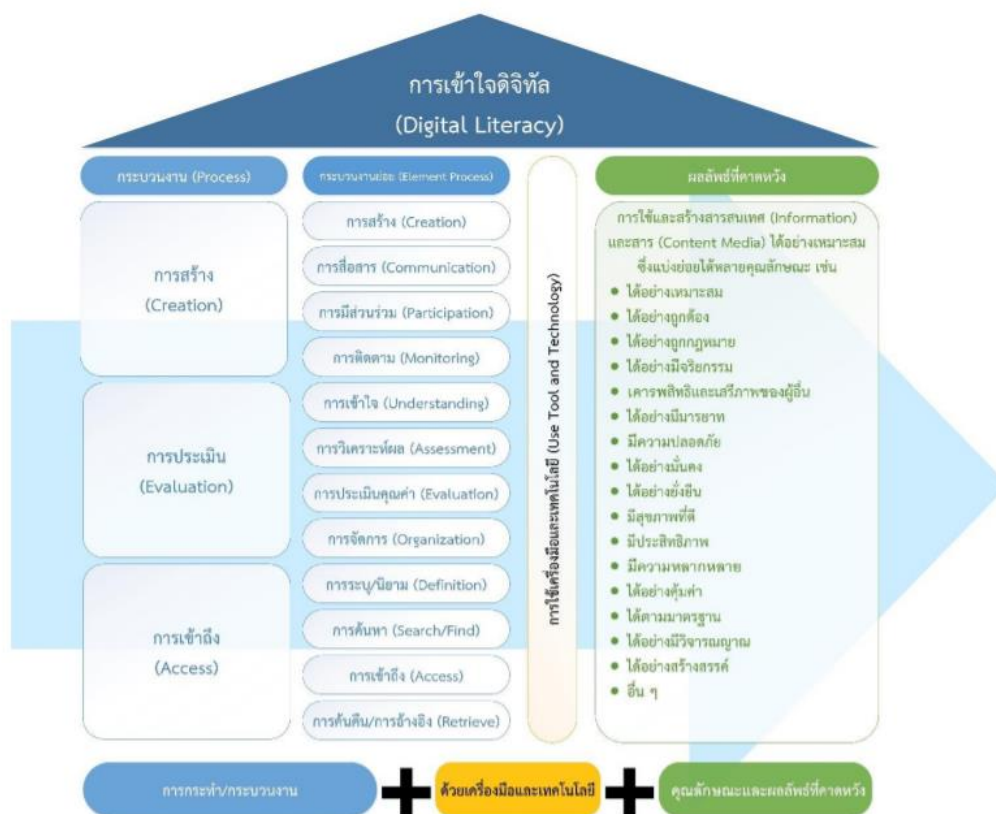 การเข้าใจดิจิทัล
(Digital Literacy)
กระบวนงาน (Process)
การสร้าง
(Creation)
การประเมิน
(Evaluation)
การเข้าถึง
(Access)
กระบวนงานย่อย (Element Process)
การสร้าง (Creation)
การสื่อสาร (Communication)
การมีส่วนร่วม (Participation)
การติดตาม (Monitoring)
การเข้าใจ (Understanding)
การวิเคราะห์ผล (Assessment)
การประเมินคุณค่า (Evaluation)
การจัดการ (Organization)
การระบุ/นิยาม (Definition)
การค้นหา (Search/Find)
การเข้าถึง (Access)
การค้นคืน/การอ้างอิง (Retrieve)
การใช้เครื่องมือและเทคโนโลยี (Use Tool and Technology)
ผลลัพธ์ที่คาดหวัง
การใช้และสร้างสารสนเทศ (Information)
และสาร (Content Media) ได้อย่างเหมาะสม
ซึ่งแบ่งย่อยได้หลายคุณลักษณะ เช่น
● ได้อย่างเหมาะสม
● ได้อย่างถูกต้อง
● ได้อย่างถูกกฎหมาย
● ได้อย่างมีจริยธรรม
● เคารพสิทธิและเสรีภาพของผู้อื่น
● ได้อย่างมีมารยาท
● มีความปลอดภัย
● ได้อย่างมั่นคง
● ได้อย่างยั่งยืน
● มีสุขภาพที่ดี
● มีประสิทธิภาพ
● มีความหลากหลาย
● ได้อย่างคุ้มค่า
● ได้ตามมาตรฐาน
● ได้อย่างมีวิจารณญาณ
● ได้อย่างสร้างสรรค์
● อื่น ๆ
การกระทำ/กระบวนงาน
+
ด้วยเครื่องมือและเทคโนโลยี
+
คุณลักษณะและผลลัพธ์ที่คาดหวัง